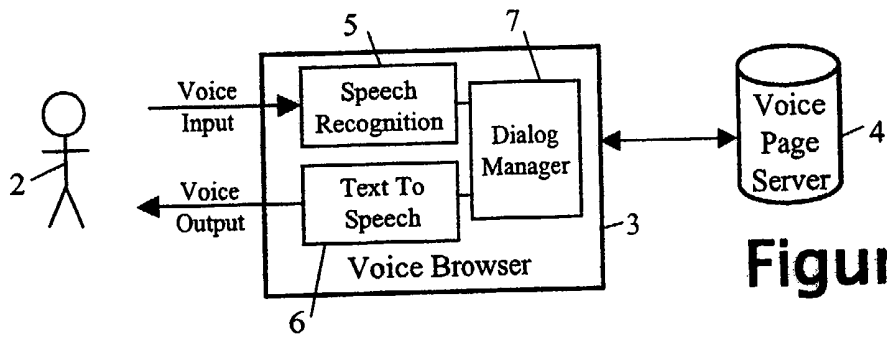 5
7
Voice
Input
Speech
Recognition
Dialog
Manager
Voice
Page
Server
4
2
Voice
Output
Text To
Speech
3
Voice Browser
6
Figur